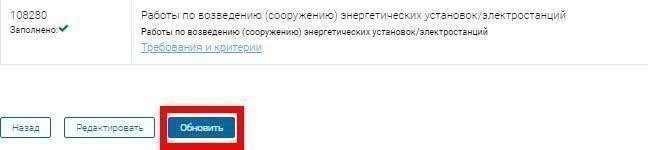 108280
Заполнено:
Работы по возведению (сооружению) энергетических установок/электростанций
Работы по возведению (сооружению) энергетических установок/электростанций
Требования и критерии
Назад
Редактировать
Обновить